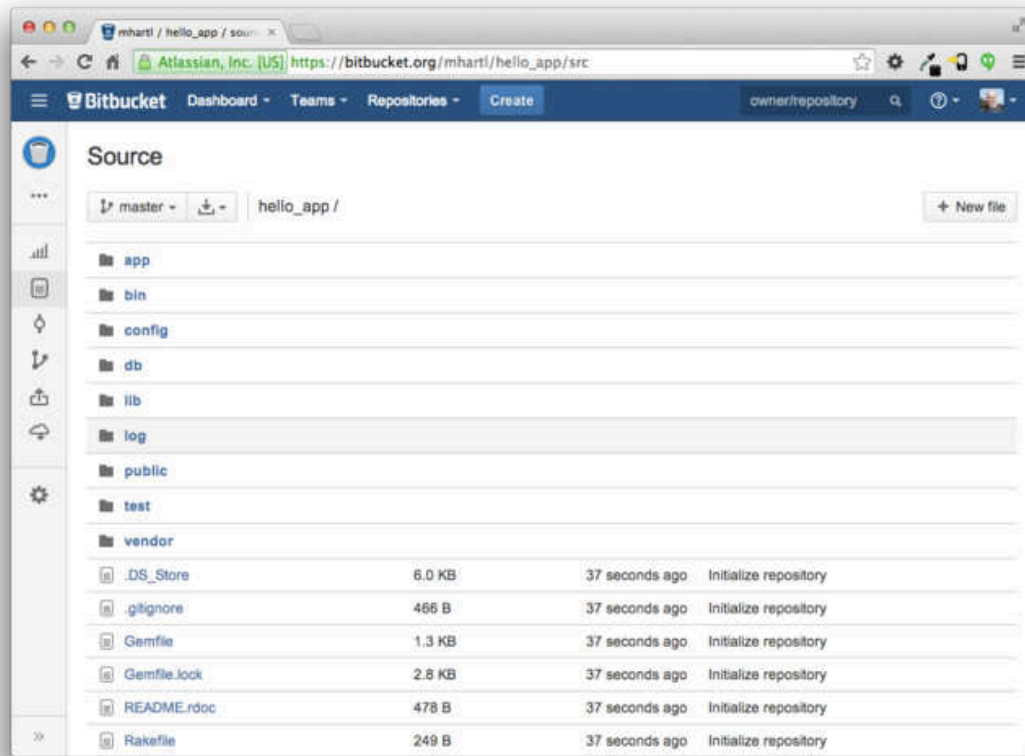 mhartl / hello_app / sourc
Atlassian, Inc. [US] https://bitbucket.org/mhartl/hello_app/src
Bitbucket Dashboard Teams Repositories Create owner/repository
Source
master hello_app / + New file
app
bin
config
db
lib
log
public
test
vendor
.DS_Store 6.0 KB 37 seconds ago Initialize repository
.gitignore 466 B 37 seconds ago Initialize repository
Gemfile 1.3 KB 37 seconds ago Initialize repository
Gemfile.lock 2.8 KB 37 seconds ago Initialize repository
README.rdoc 478 B 37 seconds ago Initialize repository
Rakefile 249 B 37 seconds ago Initialize repository